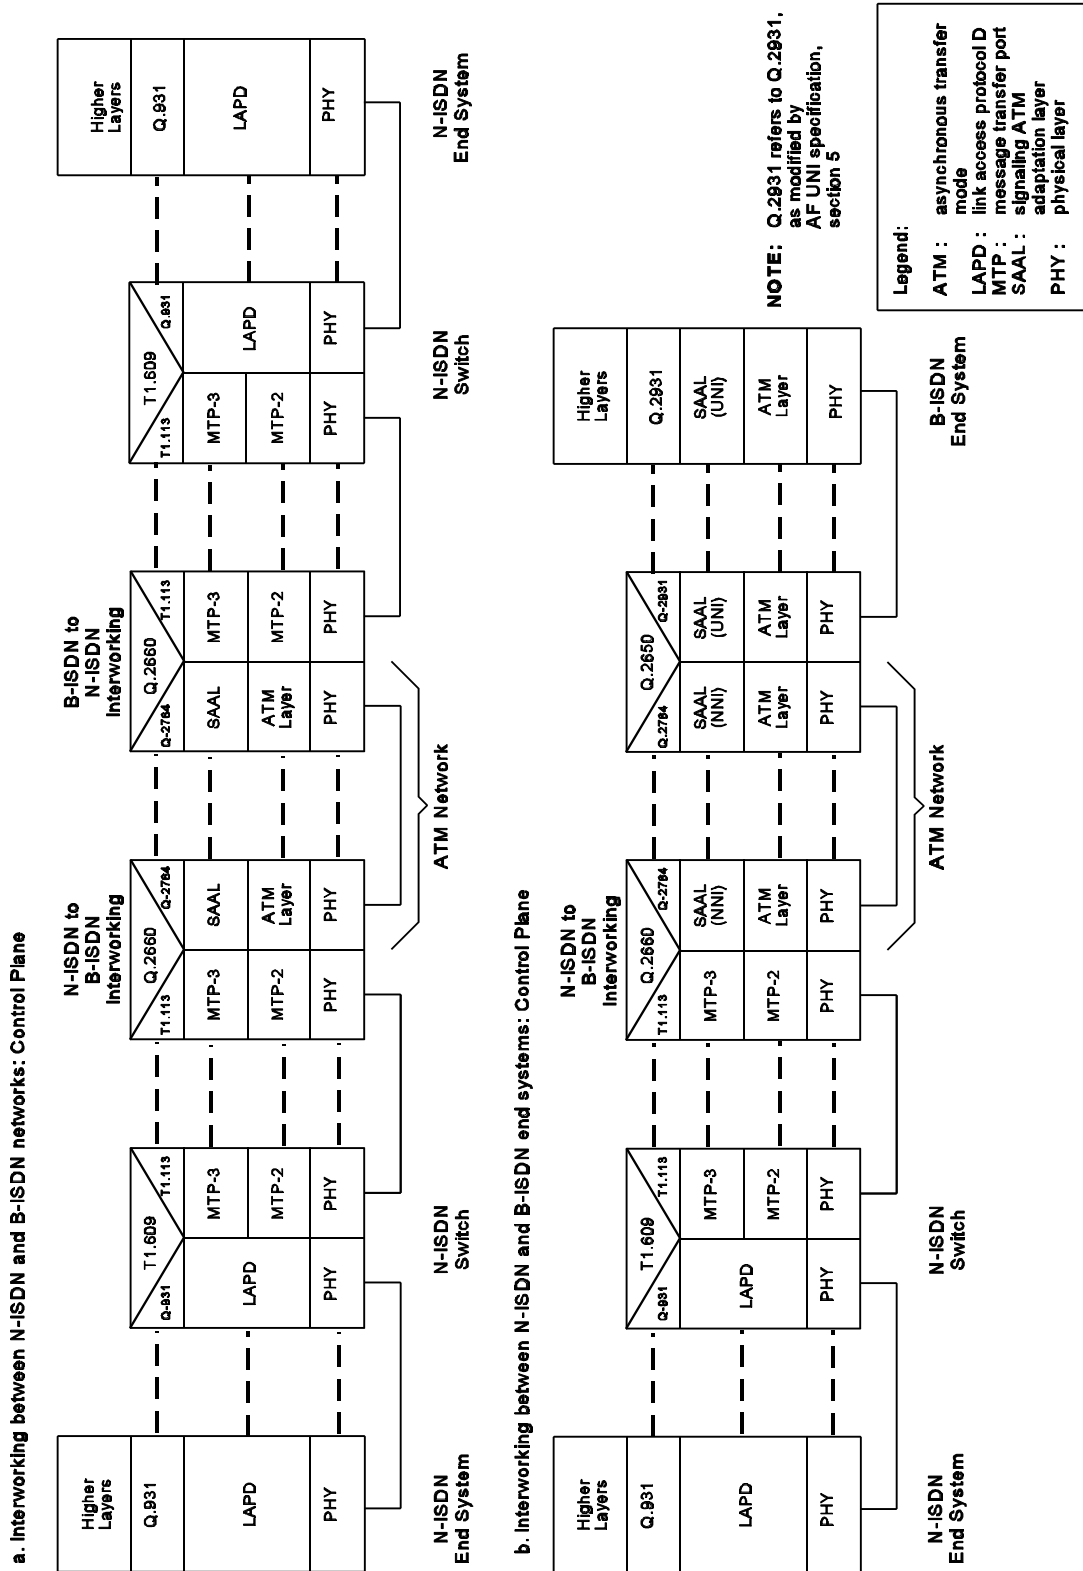 a. Interworking between N-ISDN and B-ISDN networks: Control Plane
Higher
Layers
Q.931
LAPD
PHY
N-ISDN
End System
T1.609
Q-931
T1.113
LAPD
MTP-3
MTP-2
PHY
PHY
N-ISDN
Switch
N-ISDN to
B-ISDN
Interworking
Q.2660
T1.113
Q-2764
MTP-3
SAAL
MTP-2
ATM
Layer
PHY
PHY
ATM Network
B-ISDN to
N-ISDN
Interworking
Q.2660
Q-2764
T1.113
SAAL
MTP-3
ATM
Layer
MTP-2
PHY
PHY
T1.609
T1.113
Q.931
MTP-3
LAPD
MTP-2
PHY
PHY
N-ISDN
Switch
Higher
Layers
Q.931
LAPD
PHY
N-ISDN
End System
b. Interworking between N-ISDN and B-ISDN end systems: Control Plane
Higher
Layers
Q.931
LAPD
PHY
N-ISDN
End System
T1.609
Q-931
T1.113
LAPD
MTP-3
MTP-2
PHY
PHY
N-ISDN
Switch
N-ISDN to
B-ISDN
Interworking
Q.2660
T1.113
Q-2764
MTP-3
SAAL
(NNI)
MTP-2
ATM
Layer
PHY
PHY
ATM Network
Q.2650
Q.2764
Q-2931
SAAL
(NNI)
SAAL
(UNI)
ATM
Layer
ATM
Layer
PHY
PHY
Higher
Layers
Q.2931
SAAL
(UNI)
ATM
Layer
PHY
B-ISDN
End System
NOTE: Q.2931 refers to Q.2931,
as modified by
AF UNI specification,
section 5
Legend:
ATM : asynchronous transfer
mode
LAPD : link access protocol D
MTP : message transfer port
SAAL : signaling ATM
adaptation layer
PHY : physical layer